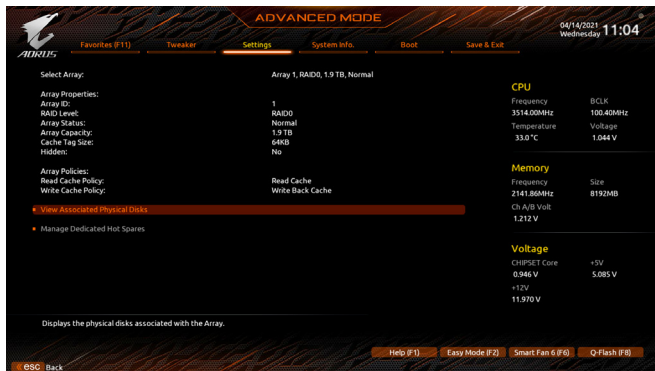 ADVANCED MODE
04/14/2021
Wednesday 11:04
AORUS
Favorites (F11) Tweaker Settings System Info. Boot Save & Exit
Select Array: Array 1, RAID0, 1.9 TB, Normal
Array Properties:
Array ID: 1
RAID Level: RAID0
Array Status: Normal
Array Capacity: 1.9 TB
Cache Tag Size: 64KB
Hidden: No
Array Policies:
Read Cache Policy: Read Cache
Write Cache Policy: Write Back Cache
View Associated Physical Disks
Manage Dedicated Hot Spares
CPU
Frequency BCLK
3514.00MHz 100.40MHz
Temperature Voltage
33.0 °C 1.044 V
Memory
Frequency Size
2141.86MHz 8192MB
Ch A/B Volt
1.212 V
Voltage
CHIPSET Core +5V
0.946 V 5.085 V
+12V
11.970 V
Displays the physical disks associated with the Array.
Help (F1) Easy Mode (F2) Smart Fan 6 (F6) Q-Flash (F8)
esc Back